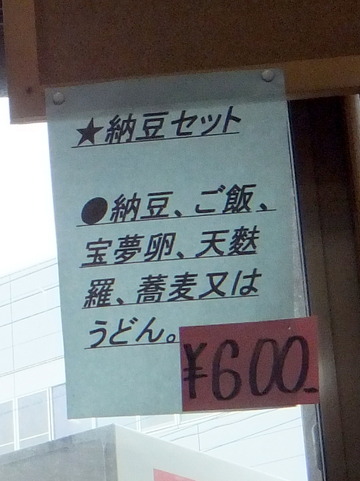 ★納豆セット
●納豆、ご飯、
宝夢卵、天麩
羅、蕎麦又は
うどん。
¥600